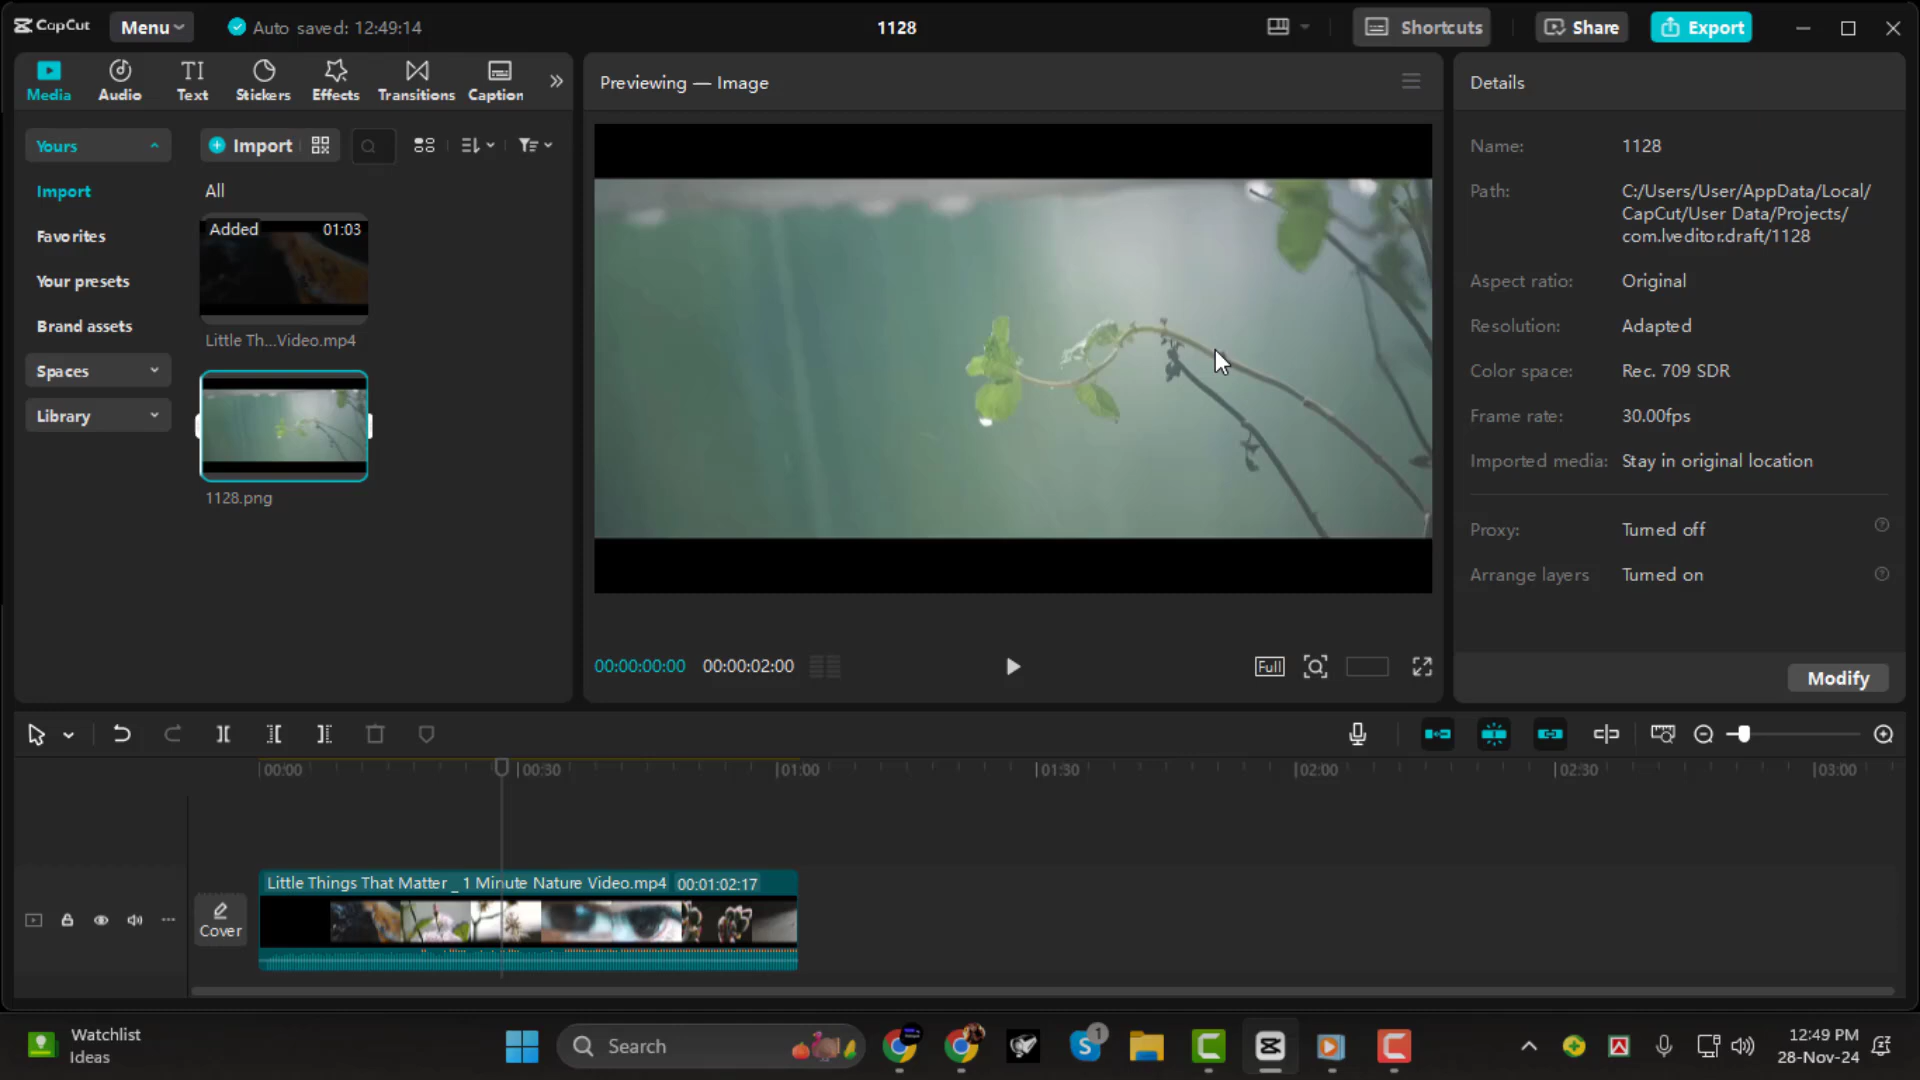 CapCut
Menu
Auto saved: 12:49:14
1128
Shortcuts
Share
Export
Media
Audio
TI
Text
Stickers
Effects
Transitions
Caption
Yours
Import
Favorites
Your presets
Brand assets
Spaces
Library
Import
All
Added
01:03
Little Th...Video.mp4
1128.png
Previewing — Image
00:00:00:00
00:00:02:00
Full
Details
Name: 1128
Path: C:/Users/User/AppData/Local/
CapCut/User Data/Projects/
com.lveditor.draft/1128
Aspect ratio: Original
Resolution: Adapted
Color space: Rec. 709 SDR
Frame rate: 30.00fps
Imported media: Stay in original location
Proxy: Turned off
Arrange layers Turned on
Modify
00:00
00:30
01:00
01:30
02:00
02:30
03:00
Little Things That Matter _ 1 Minute Nature Video.mp4 00:01:02:17
Cover
Watchlist
Ideas
Search
1
12:49 PM
28-Nov-24